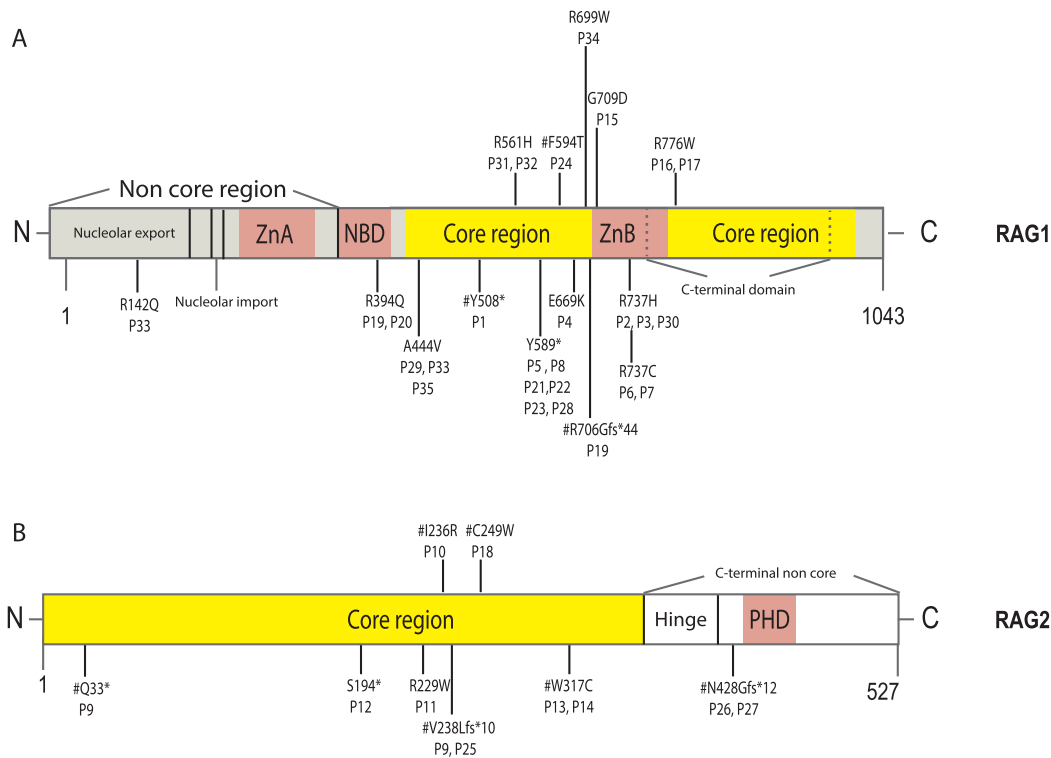 A
R699W
P34
G709D
P15
R561H
P31, P32
#F594T
P24
R776W
P16, P17
Non core region
N
Nucleolar export
ZnA
NBD
Core region
ZnB
Core region
C
RAG1
1
R142Q
P33
Nucleolar import
R394Q
P19, P20
#Y508*
P1
E669K
P4
R737H
P2, P3, P30
C-terminal domain
1043
A444V
P29, P33
P35
Y589*
P5 , P8
P21,P22
P23, P28
R737C
P6, P7
#R706Gfs*44
P19
B
#I236R
P10
#C249W
P18
C-terminal non core
N
Core region
Hinge
PHD
C
RAG2
1
#Q33*
P9
S194*
P12
R229W
P11
#W317C
P13, P14
#N428Gfs*12
P26, P27
527
#V238Lfs*10
P9, P25